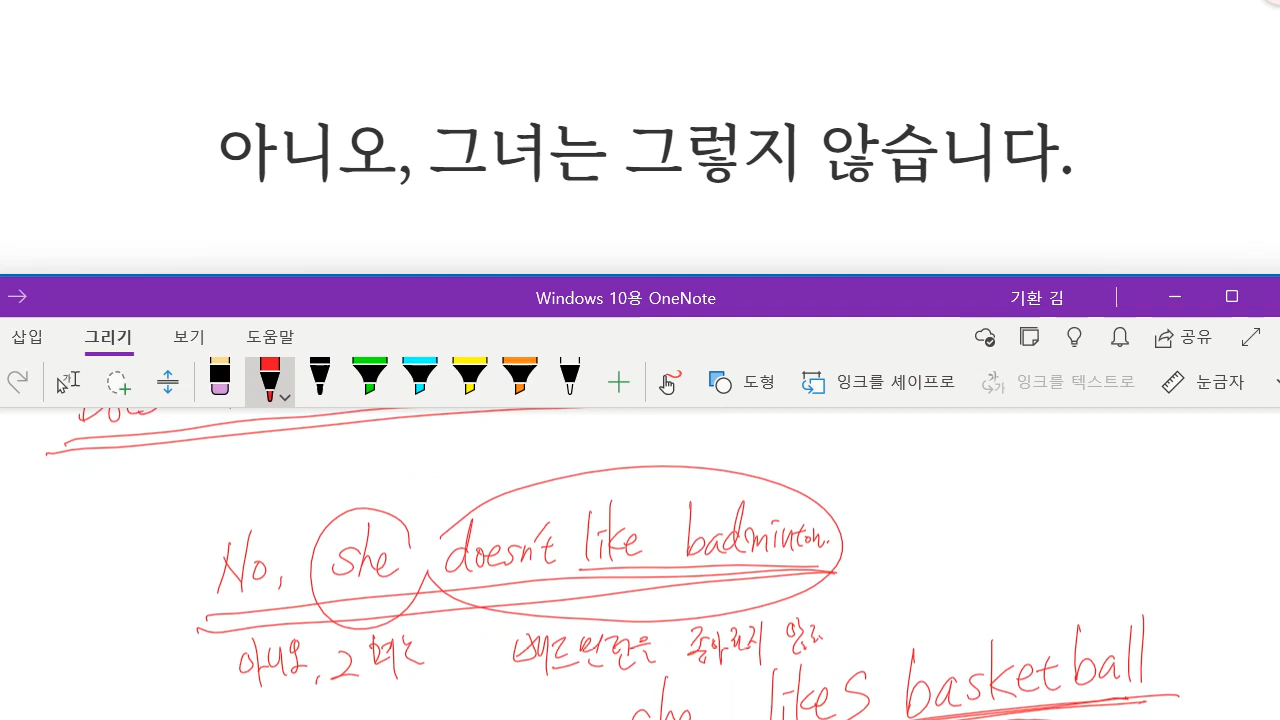 아니오, 그녀는 그렇지 않습니다.
Windows 10용 OneNote 기환 김
삽입 그리기 보기 도움말 공유
도형 잉크를 셰이프로 잉크를 텍스트로 눈금자
No, she doesn't like badminton.
아니오, 그녀는 배드민턴을 좋아하지 않고
she likes basketball